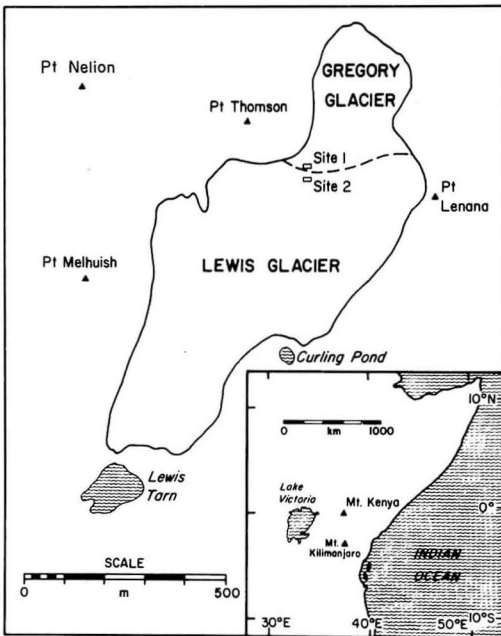 Pt Nelion
Pt Thomson
GREGORY
GLACIER
Site 1
Site 2
Pt
Lenana
LEWIS GLACIER
Pt Melhuish
Curling Pond
Lewis
Tarn
SCALE
0 500
m
10°N
0 km 1000
Lake
Victoria
Mt. Kenya
0°
Mt.
Kilimanjaro
INDIAN
OCEAN
30°E 40°E 50°E 10°S